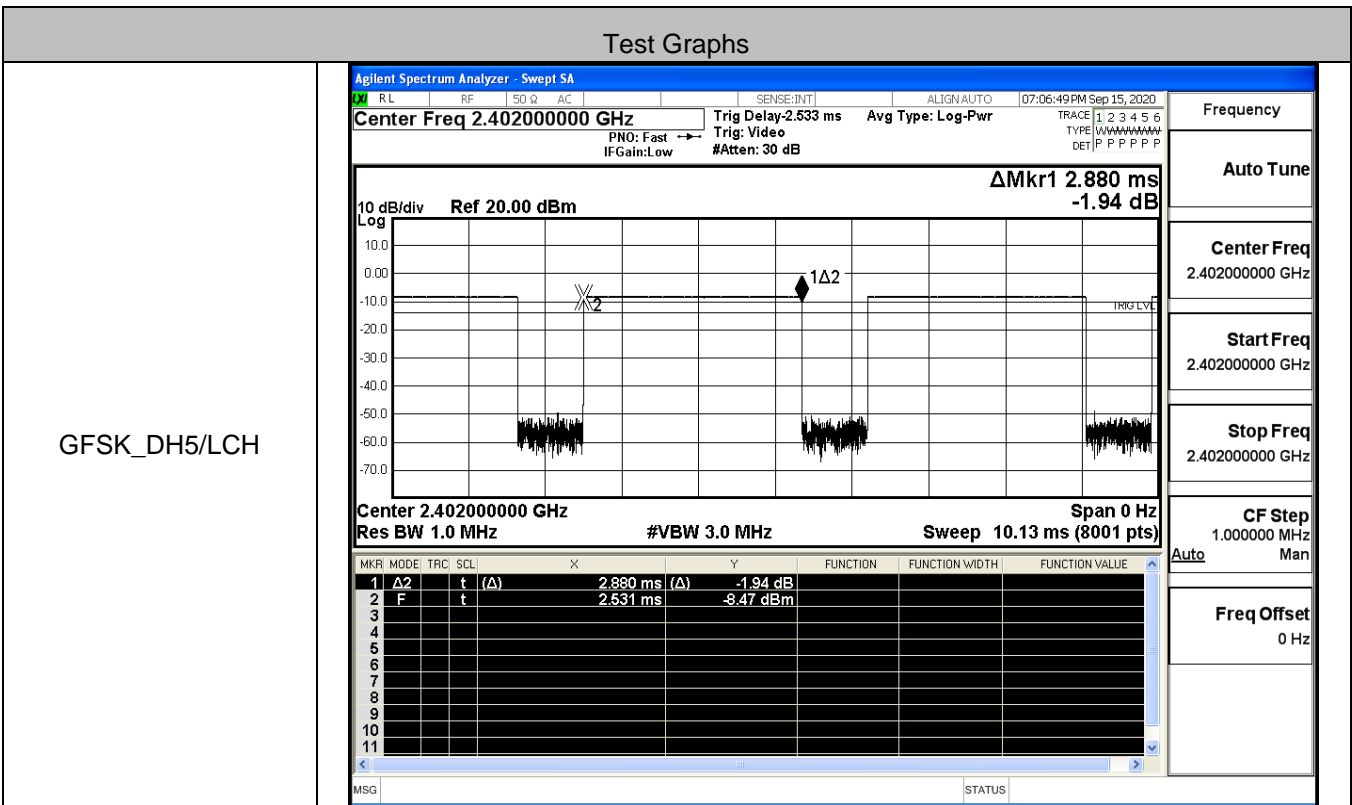 Test Graphs
GFSK_DH5/LCH
Agilent Spectrum Analyzer - Swept SA
LXI RL RF 50 Ω AC SENSE:INT ALIGN AUTO 07:06:49 PM Sep 15, 2020
Center Freq 2.402000000 GHz
PNO: Fast
IFGain:Low
Trig Delay-2.533 ms
Trig: Video
#Atten: 30 dB
Avg Type: Log-Pwr
TRACE 1 2 3 4 5 6
TYPE WWWWWW
DET P P P P P P
ΔMkr1 2.880 ms
-1.94 dB
10 dB/div Ref 20.00 dBm
Log
10.0
0.00
-10.0
-20.0
-30.0
-40.0
-50.0
-60.0
-70.0
2
1Δ2
TRIG LVL
Center 2.402000000 GHz Span 0 Hz
Res BW 1.0 MHz #VBW 3.0 MHz Sweep 10.13 ms (8001 pts)
MKR MODE TRC SCL X Y FUNCTION FUNCTION WIDTH FUNCTION VALUE
1 Δ2 t (Δ) 2.880 ms (Δ) -1.94 dB
2 F t 2.531 ms -8.47 dBm
3
4
5
6
7
8
9
10
11
MSG STATUS
Frequency
Auto Tune
Center Freq
2.402000000 GHz
Start Freq
2.402000000 GHz
Stop Freq
2.402000000 GHz
CF Step
1.000000 MHz
Auto Man
Freq Offset
0 Hz